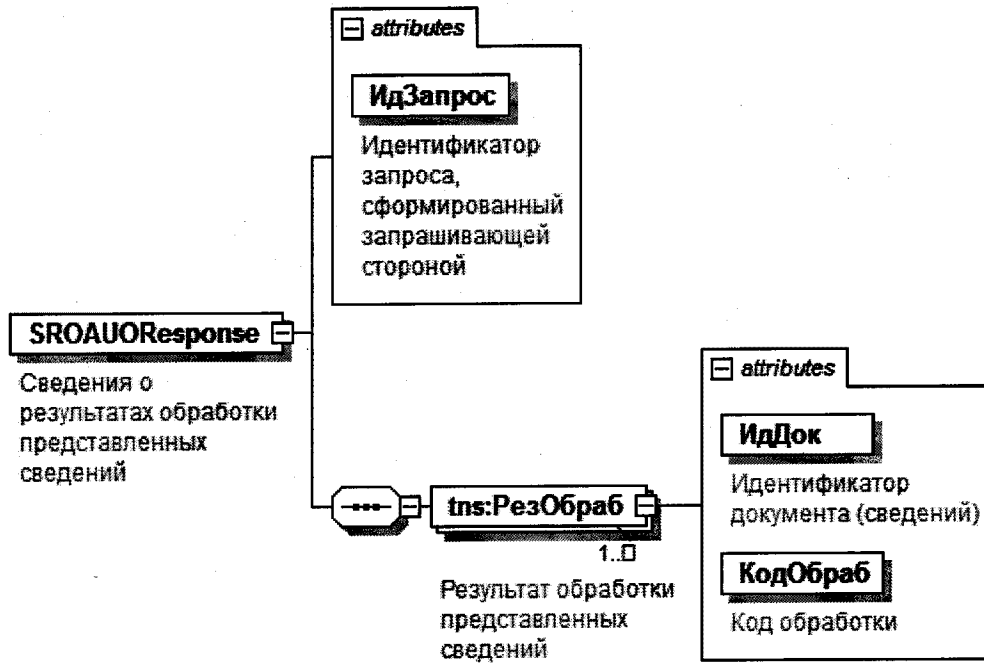 attributes
ИдЗапрос
Идентификатор
запроса,
сформированный
запрашивающей
стороной
SROAUOResponse
Сведения о
результатах обработки
представленных
сведений
tns:РезОбраб
1..□
Результат обработки
представленных
сведений
attributes
ИдДок
Идентификатор
документа (сведений)
КодОбраб
Код обработки